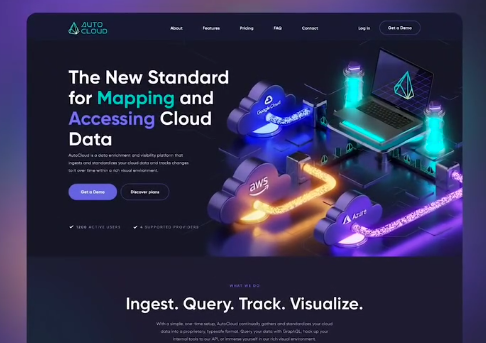 AUTO
CLOUD
About
Features
Pricing
FAQ
Contact
Log In
Get a Demo
The New Standard
for Mapping and
Accessing Cloud
Data
AutoCloud is a data enrichment and visibility platform that
ingests and standardizes your cloud data and tracks changes
to it over time within a rich visual environment.
Get a Demo
Discover plans
ACTIVE USERS
SUPPORTED PROVIDERS
Google Cloud
aws
Azure
WHAT WE DO
Ingest. Query. Track. Visualize.
With a simple, one-time setup, AutoCloud continually gathers and standardizes your cloud
data into a proprietary, typesafe format. Query your data with GraphQL, hook up your
internal tools to our API, or immerse yourself in our rich visual environment.